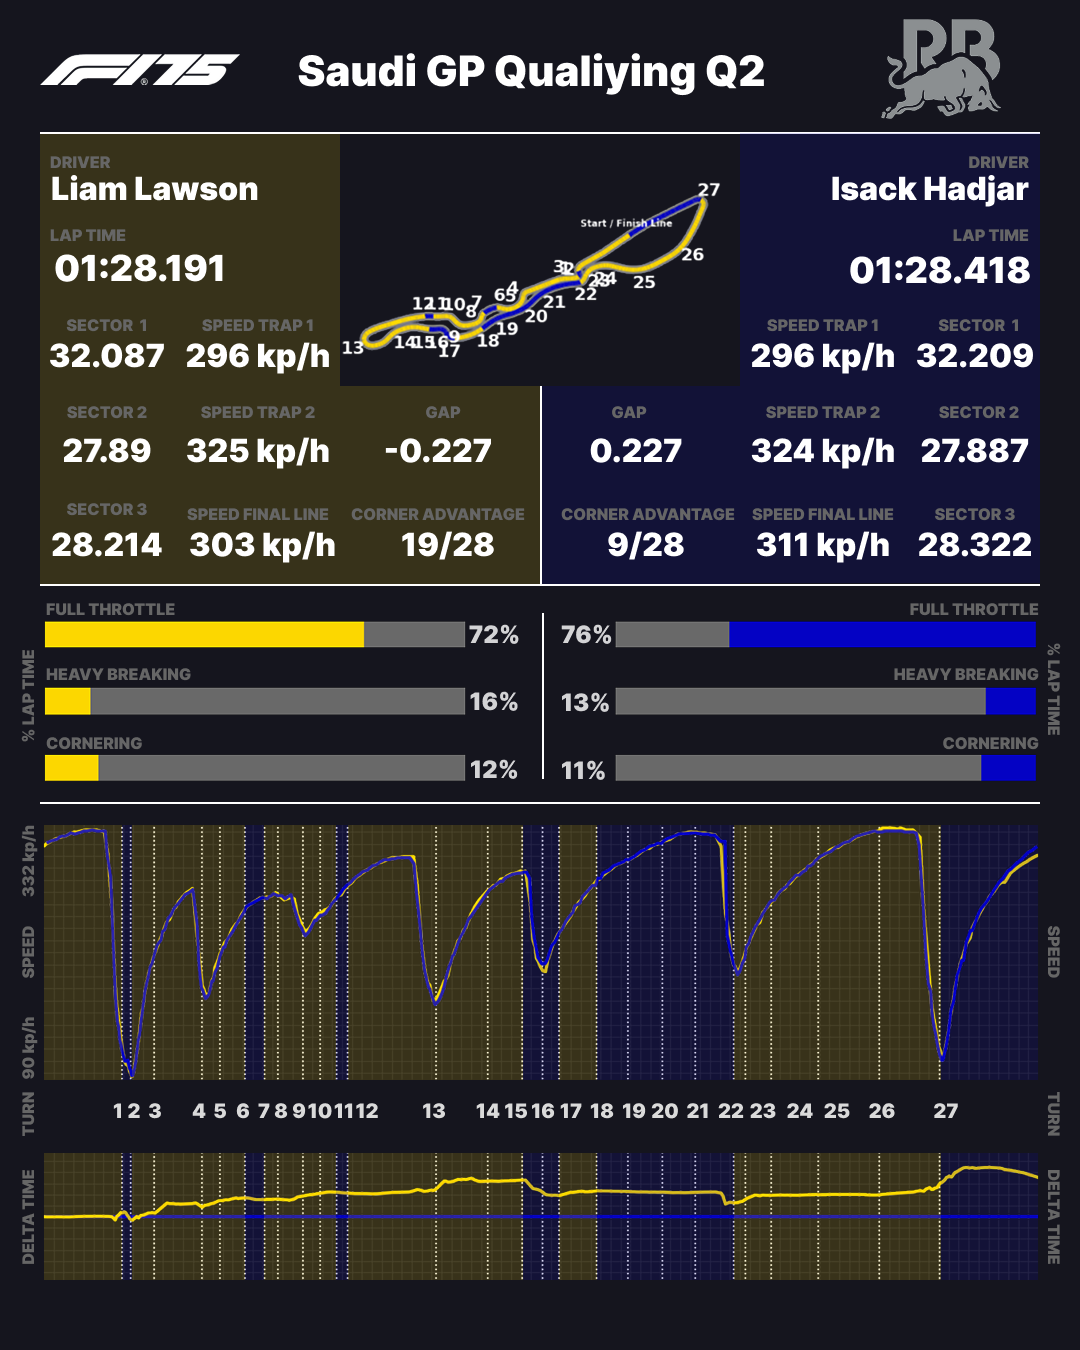 F1 75
Saudi GP Qualiying Q2
RB
DRIVER
Liam Lawson
LAP TIME
01:28.191
SECTOR 1
SPEED TRAP 1
32.087
296 kp/h
SECTOR 2
SPEED TRAP 2
GAP
27.89
325 kp/h
-0.227
SECTOR 3
SPEED FINAL LINE
CORNER ADVANTAGE
28.214
303 kp/h
19/28
Start / Finish Line
27
26
25
24
22
21
20
19
18
17
15
14
13
12
11
10
9
8
7
6
5
4
3
DRIVER
Isack Hadjar
LAP TIME
01:28.418
SPEED TRAP 1
SECTOR 1
296 kp/h
32.209
GAP
SPEED TRAP 2
SECTOR 2
0.227
324 kp/h
27.887
CORNER ADVANTAGE
SPEED FINAL LINE
SECTOR 3
9/28
311 kp/h
28.322
% LAP TIME
FULL THROTTLE
72%
HEAVY BREAKING
16%
CORNERING
12%
FULL THROTTLE
76%
HEAVY BREAKING
13%
CORNERING
11%
% LAP TIME
332 kp/h
SPEED
90 kp/h
SPEED
TURN
1 2 3 4 5 6 7 8 9 10 11 12 13 14 15 16 17 18 19 20 21 22 23 24 25 26 27
TURN
DELTA TIME
DELTA TIME